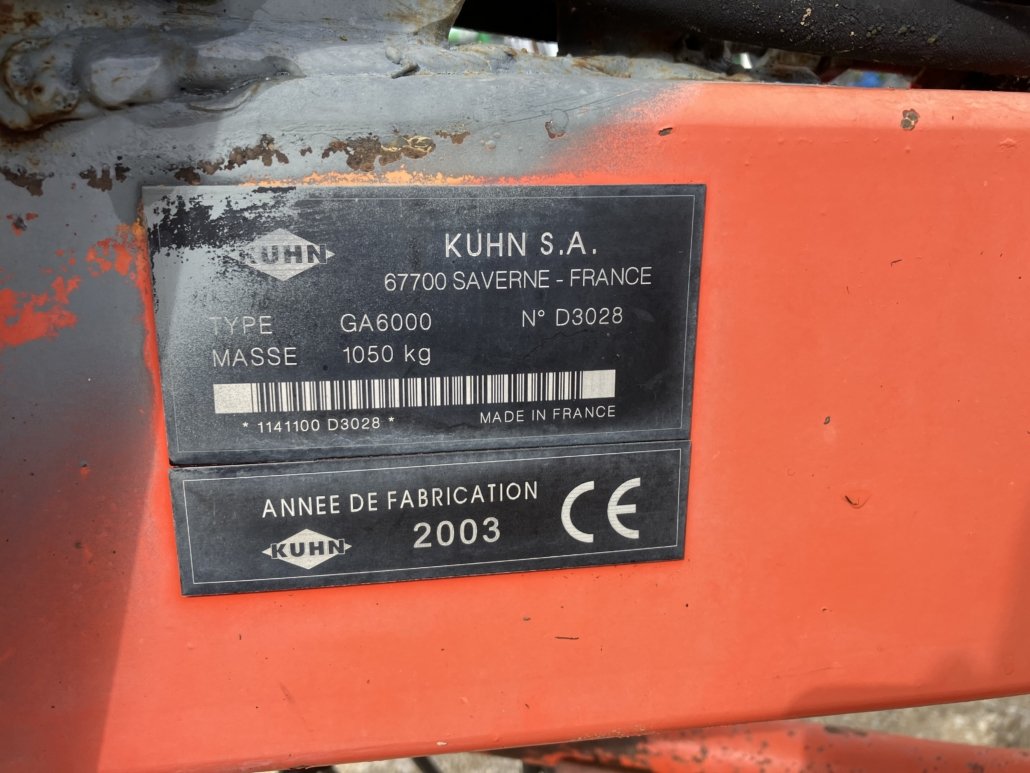 KUHN
KUHN S.A.
67700 SAVERNE - FRANCE
TYPE GA6000 N° D3028
MASSE 1050 kg
* 1141100 D3028 * MADE IN FRANCE
ANNEE DE FABRICATION
KUHN 2003 CE